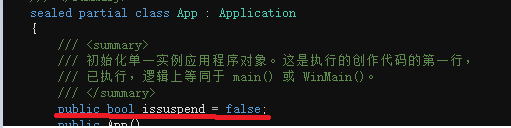 sealed partial class App : Application
{
/// <summary>
/// 初始化单一实例应用程序对象。这是执行的创作代码的第一行，
/// 已执行，逻辑上等同于 main() 或 WinMain()。
/// </summary>
public bool issuspend = false;
public App()